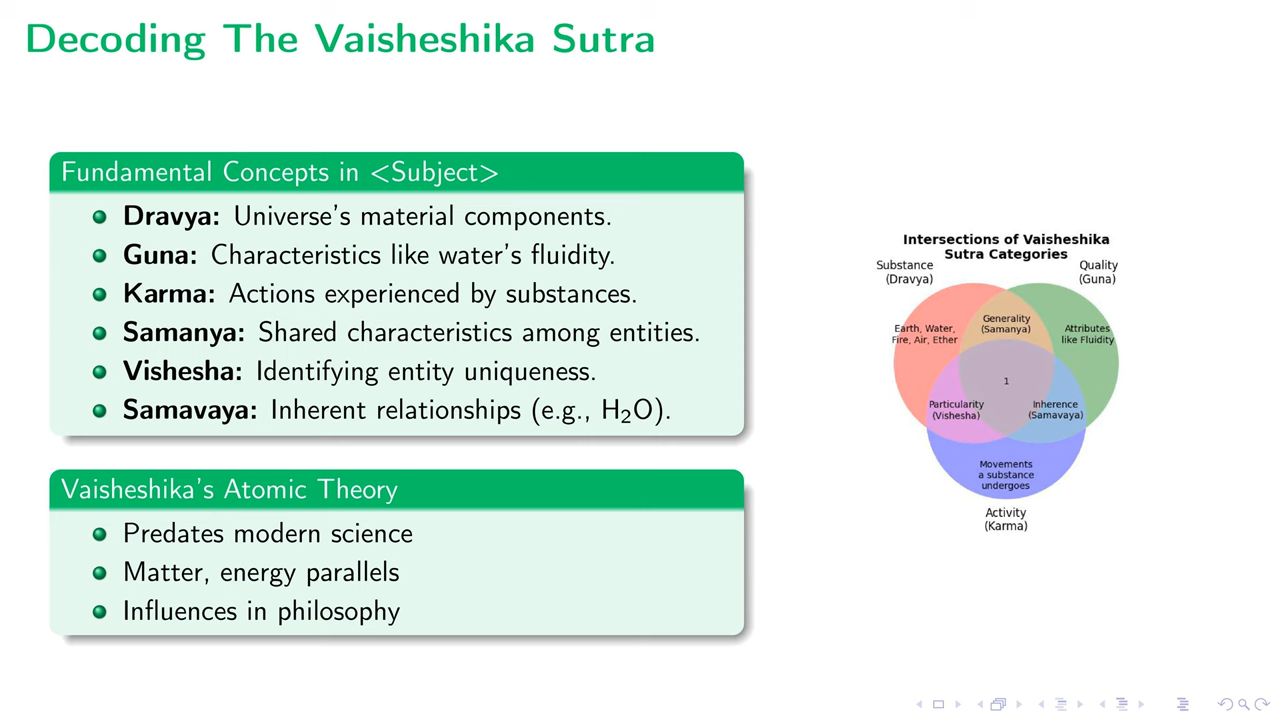 Decoding The Vaisheshika Sutra
Fundamental Concepts in <Subject>
Dravya: Universe's material components.
Guna: Characteristics like water's fluidity.
Karma: Actions experienced by substances.
Samanya: Shared characteristics among entities.
Vishesha: Identifying entity uniqueness.
Samavaya: Inherent relationships (e.g., H₂O).
Vaisheshika's Atomic Theory
Predates modern science
Matter, energy parallels
Influences in philosophy
Intersections of Vaisheshika
Sutra Categories
Substance
(Dravya)
Quality
(Guna)
Earth, Water,
Fire, Air, Ether
Generality
(Samanya)
Attributes
like Fluidity
1
Particularity
(Vishesha)
Inherence
(Samavaya)
Movements
a substance
undergoes
Activity
(Karma)